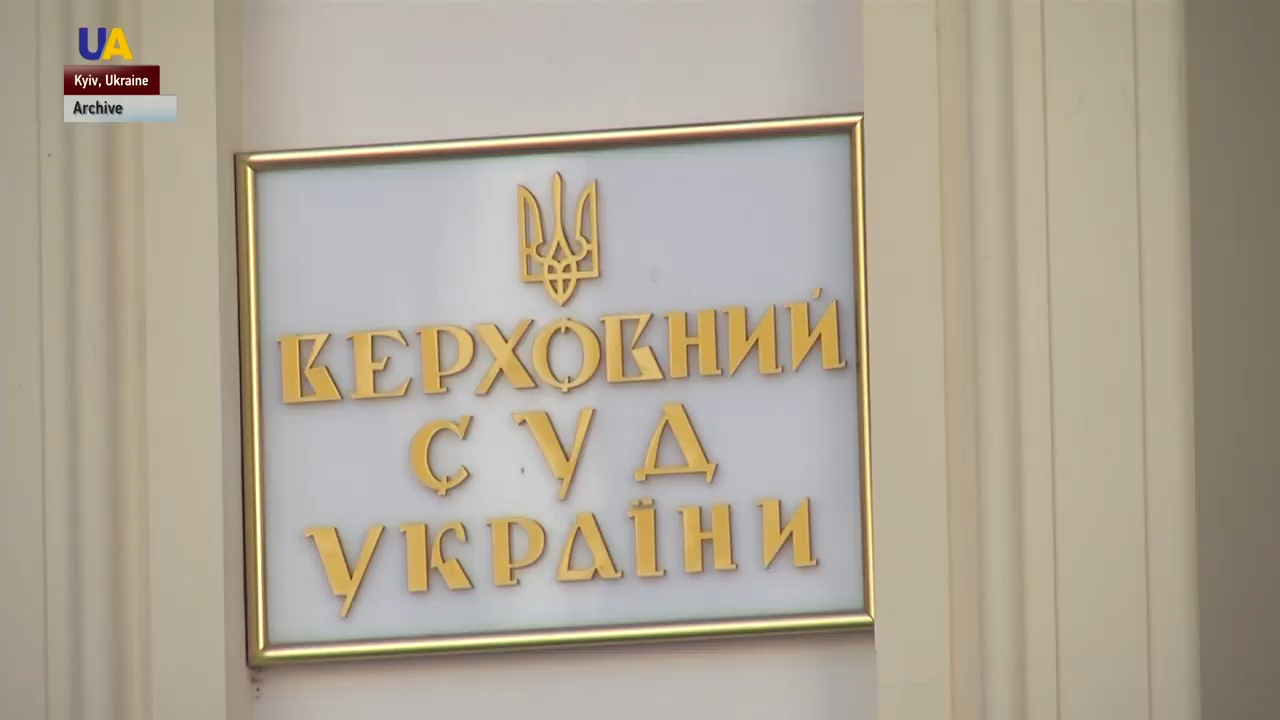 UA
Kyiv, Ukraine
Archive
ВЕРХОВНИЙ
СУД
УКРАЇНИ